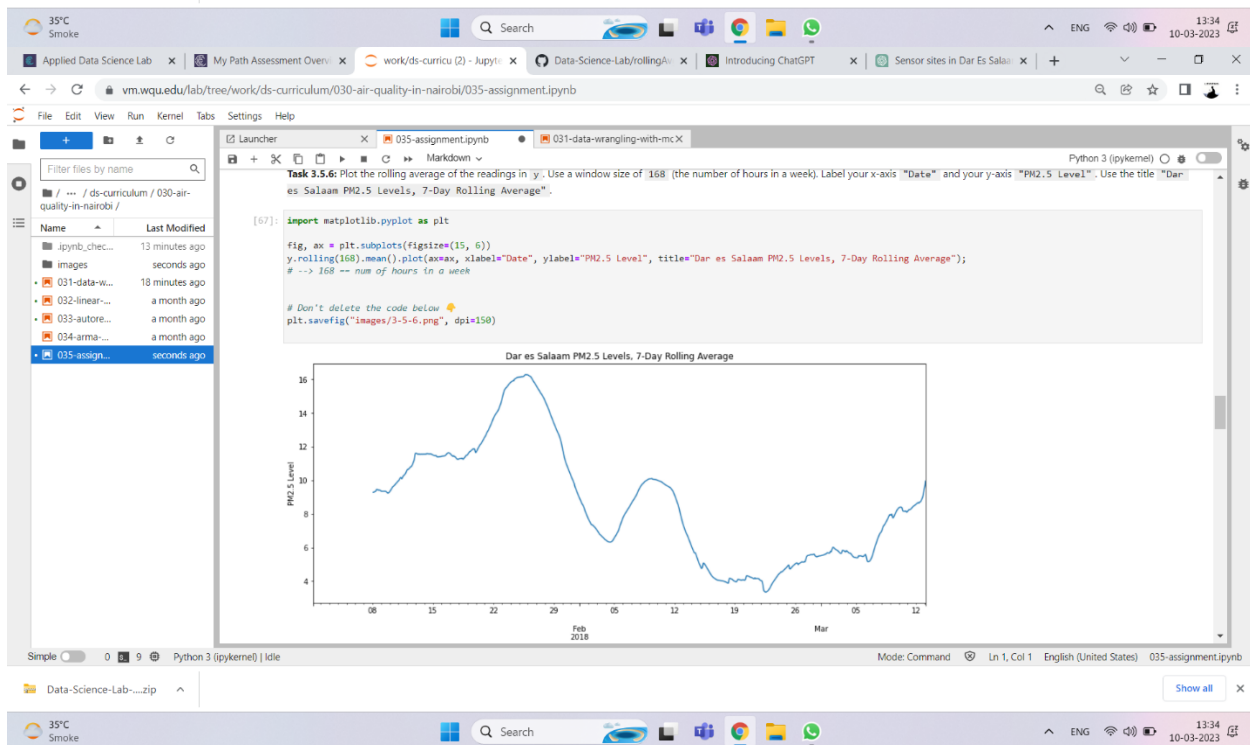 35°C
Smoke
Search
ENG
13:34
10-03-2023
Applied Data Science Lab
My Path Assessment Overv
work/ds-curricu (2) - Jupyte
Data-Science-Lab/rollingAv
Introducing ChatGPT
Sensor sites in Dar Es Salaa
vm.wqu.edu/lab/tree/work/ds-curriculum/030-air-quality-in-nairobi/035-assignment.ipynb
File Edit View Run Kernel Tabs Settings Help
Launcher
035-assignment.ipynb
031-data-wrangling-with-mo
Markdown
Python 3 (ipykernel)
Filter files by name
/ ··· / ds-curriculum / 030-air-
quality-in-nairobi /
Name
Last Modified
.ipynb_chec...
13 minutes ago
images
seconds ago
031-data-w...
18 minutes ago
032-linear-...
a month ago
033-autore...
a month ago
034-arma-...
a month ago
035-assign...
seconds ago
Task 3.5.6: Plot the rolling average of the readings in y. Use a window size of 168 (the number of hours in a week). Label your x-axis "Date" and your y-axis "PM2.5 Level". Use the title "Dar
es Salaam PM2.5 Levels, 7-Day Rolling Average".
[67]:
import matplotlib.pyplot as plt
fig, ax = plt.subplots(figsize=(15, 6))
y.rolling(168).mean().plot(ax=ax, xlabel="Date", ylabel="PM2.5 Level", title="Dar es Salaam PM2.5 Levels, 7-Day Rolling Average");
# --> 168 -- num of hours in a week
# Don't delete the code below 👇
plt.savefig("images/3-5-6.png", dpi=150)
Dar es Salaam PM2.5 Levels, 7-Day Rolling Average
PM2.5 Level
16
14
12
10
8
6
4
08 15 22 29 05 12 19 26 05 12
Feb
2018
Mar
Simple
0
9
Python 3 (ipykernel) | Idle
Mode: Command
Ln 1, Col 1
English (United States)
035-assignment.ipynb
Data-Science-Lab-....zip
Show all
35°C
Smoke
Search
ENG
13:34
10-03-2023